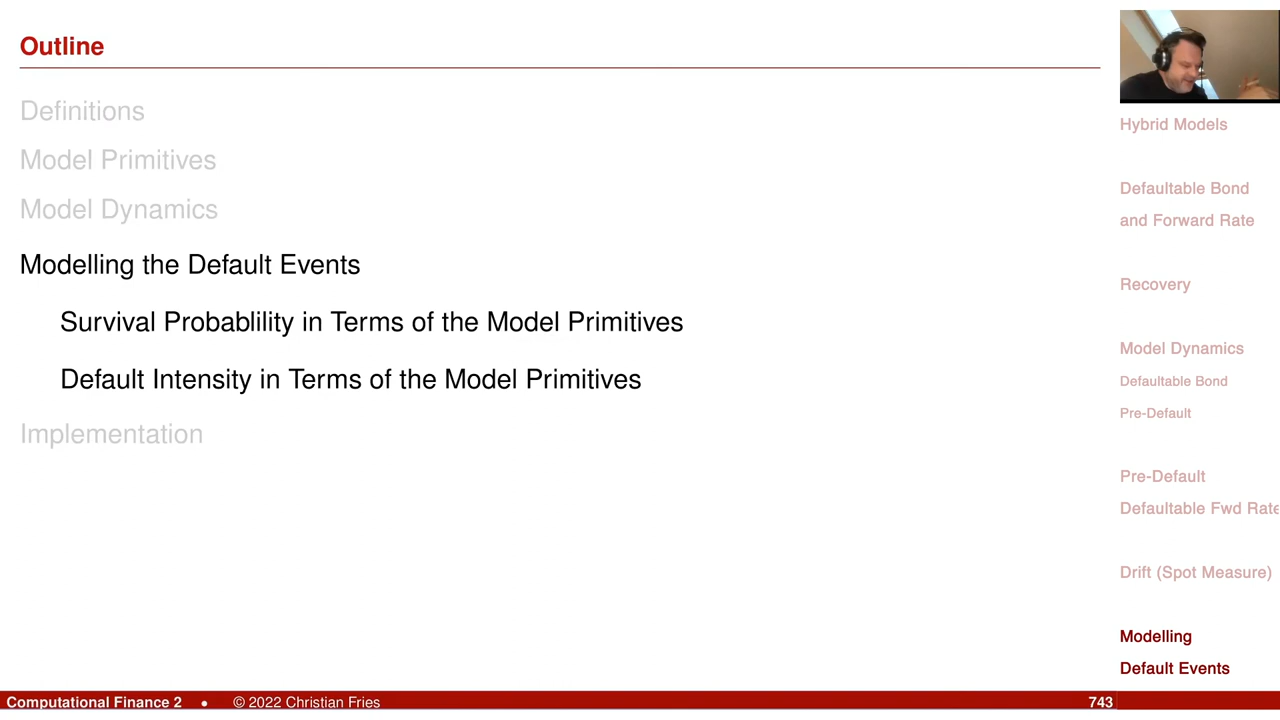 Outline
Definitions
Model Primitives
Model Dynamics
Modelling the Default Events
Survival Probablility in Terms of the Model Primitives
Default Intensity in Terms of the Model Primitives
Implementation
Hybrid Models
Defaultable Bond
and Forward Rate
Recovery
Model Dynamics
Defaultable Bond
Pre-Default
Pre-Default
Defaultable Fwd Rate
Drift (Spot Measure)
Modelling
Default Events
Computational Finance 2 • © 2022 Christian Fries 743